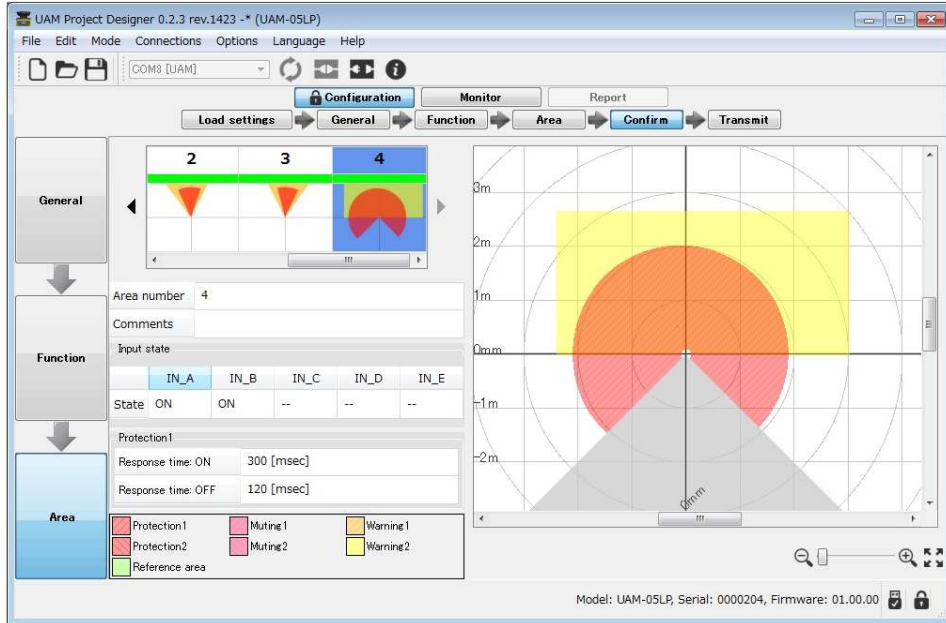 UAM Project Designer 0.2.3 rev.1423 -* (UAM-05LP)
File Edit Mode Connections Options Language Help
COM3 [UAM]
Configuration Monitor Report
Load settings General Function Area Confirm Transmit
General
Function
Area
2 3 4
Area number 4
Comments
Input state
IN_A IN_B IN_C IN_D IN_E
State ON ON -- -- --
Protection1
Response time: ON 300 [msec]
Response time: OFF 120 [msec]
Protection1 Muting1 Warning1
Protection2 Muting2 Warning2
Reference area
3m
2m
1m
0mm
-1m
-2m
0mm
Model: UAM-05LP, Serial: 0000204, Firmware: 01.00.00